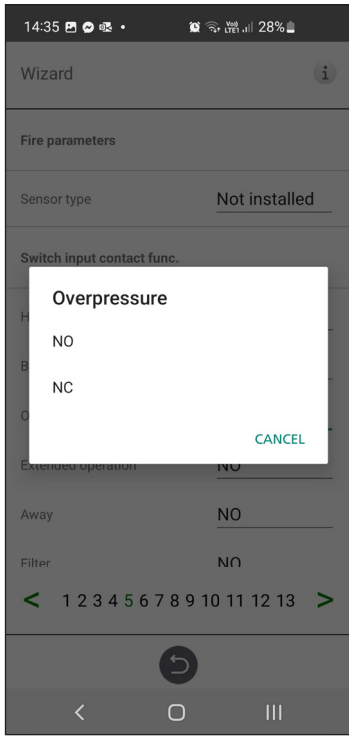 14:35 Vo)) LTE1 28%
Wizard i
Fire parameters
Sensor type Not installed
Switch input contact func.
Overpressure
H
NO
B
NC
O
CANCEL
Extended operation NO
Away NO
Filter NO
< 1 2 3 4 5 6 7 8 9 10 11 12 13 >